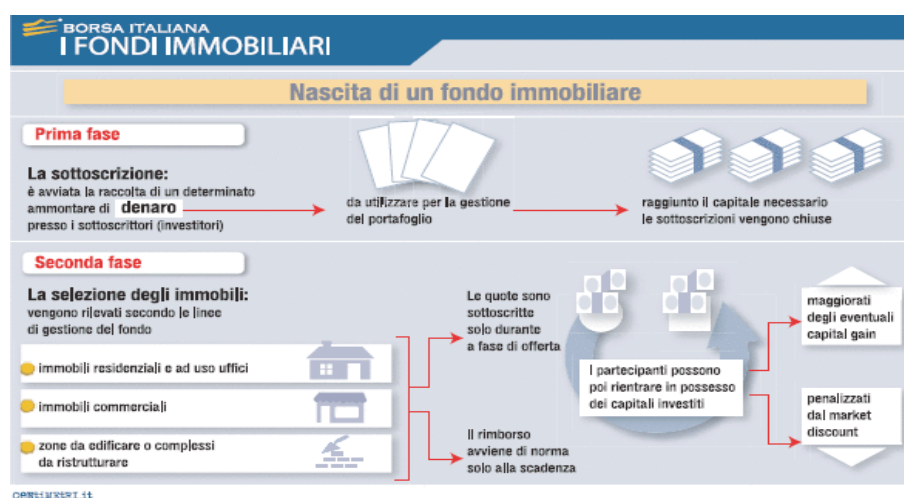 BORSA ITALIANA
I FONDI IMMOBILIARI
Nascita di un fondo immobiliare
Prima fase
La sottoscrizione:
è avviata la raccolta di un determinato
ammontare di denaro
presso i sottoscrittori (investitori)
da utilizzare per la gestione
del portafoglio
raggiunto il capitale necessario
le sottoscrizioni vengono chiuse
Seconda fase
La selezione degli immobili:
vengono rilevati secondo le linee
di gestione del fondo
immobili residenziali e ad uso uffici
immobili commerciali
zone da edificare o complessi
da ristrutturare
Le quote sono
sottoscritte
solo durante
a fase di offerta
Il rimborso
avviene di norma
solo alla scadenza
I partecipanti possono
poi rientrare in possesso
dei capitali investiti
maggiorati
degli eventuali
capital gain
penalizzati
dal market
discount
centimetri.it